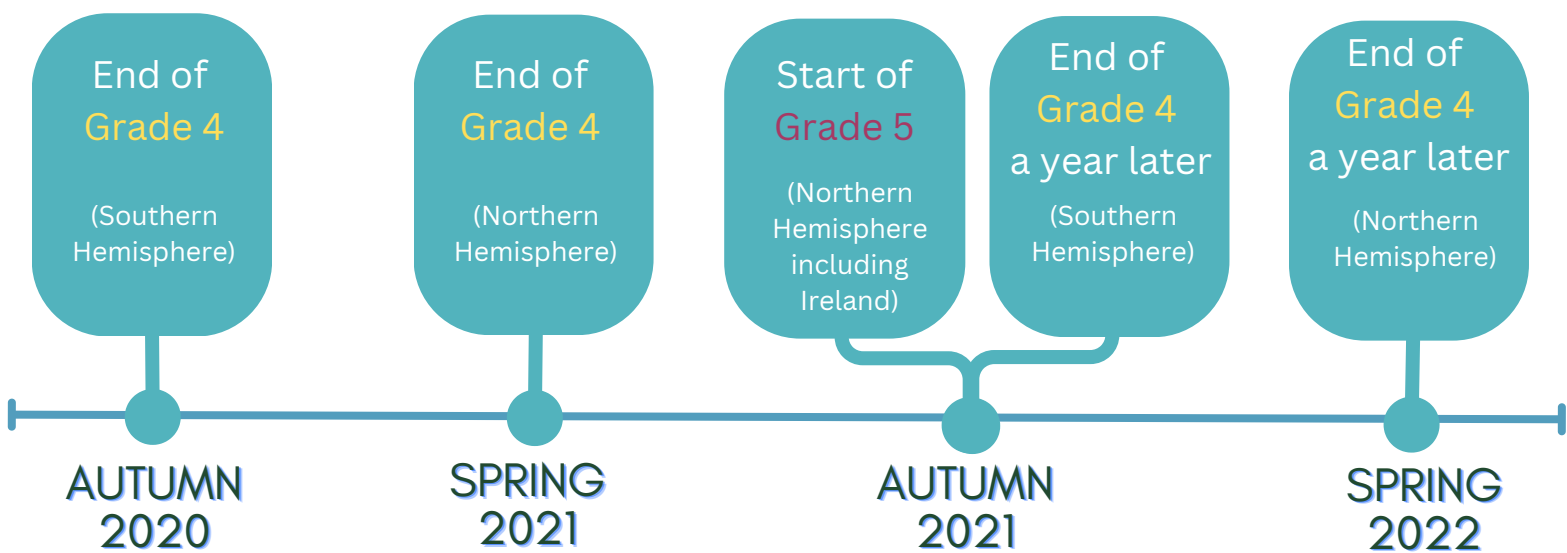 End of
Grade 4
(Southern
Hemisphere)
End of
Grade 4
(Northern
Hemisphere)
Start of
Grade 5
(Northern
Hemisphere
including
Ireland)
End of
Grade 4
a year later
(Southern
Hemisphere)
End of
Grade 4
a year later
(Northern
Hemisphere)
AUTUMN
2020
SPRING
2021
AUTUMN
2021
SPRING
2022